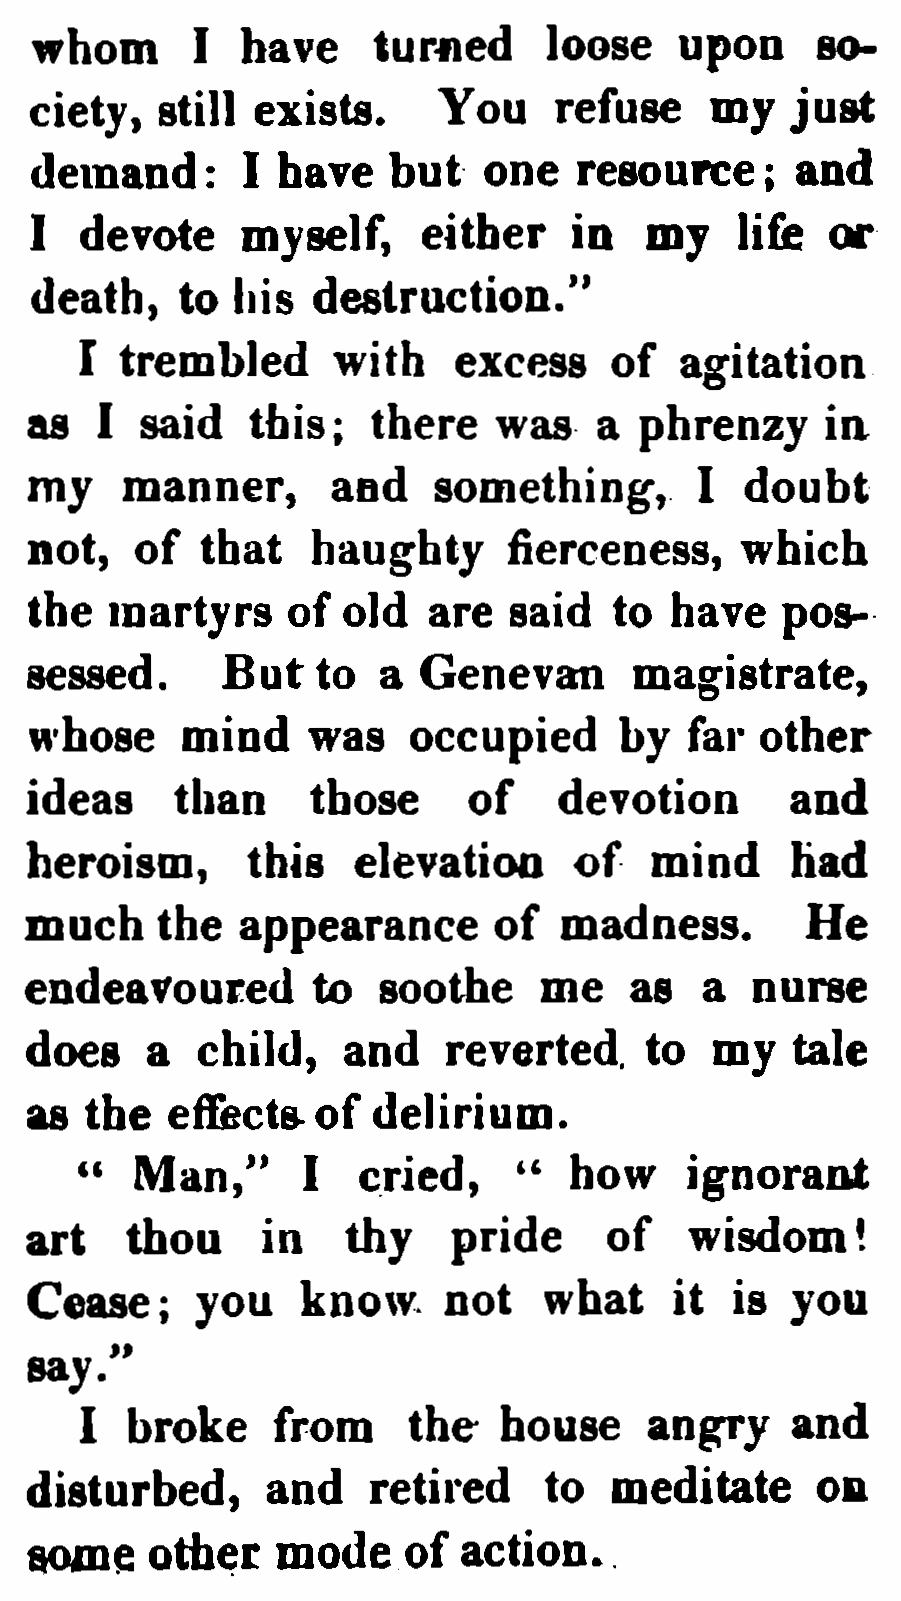 whom I have turned loose upon so-
ciety, still exists. You refuse my just
demand: I have but one resource; and
I devote myself, either in my life or
death, to his destruction.”
I trembled with excess of agitation
as I said this; there was a phrenzy in
my manner, and something, I doubt
not, of that haughty fierceness, which
the martyrs of old are said to have pos-
sessed. But to a Genevan magistrate,
whose mind was occupied by far other
ideas than those of devotion and
heroism, this elevation of mind had
much the appearance of madness. He
endeavoured to soothe me as a nurse
does a child, and reverted to my tale
as the effects of delirium.
“ Man,” I cried, “ how ignorant
art thou in thy pride of wisdom!
Cease; you know not what it is you
say.”
I broke from the house angry and
disturbed, and retired to meditate on
some other mode of action.